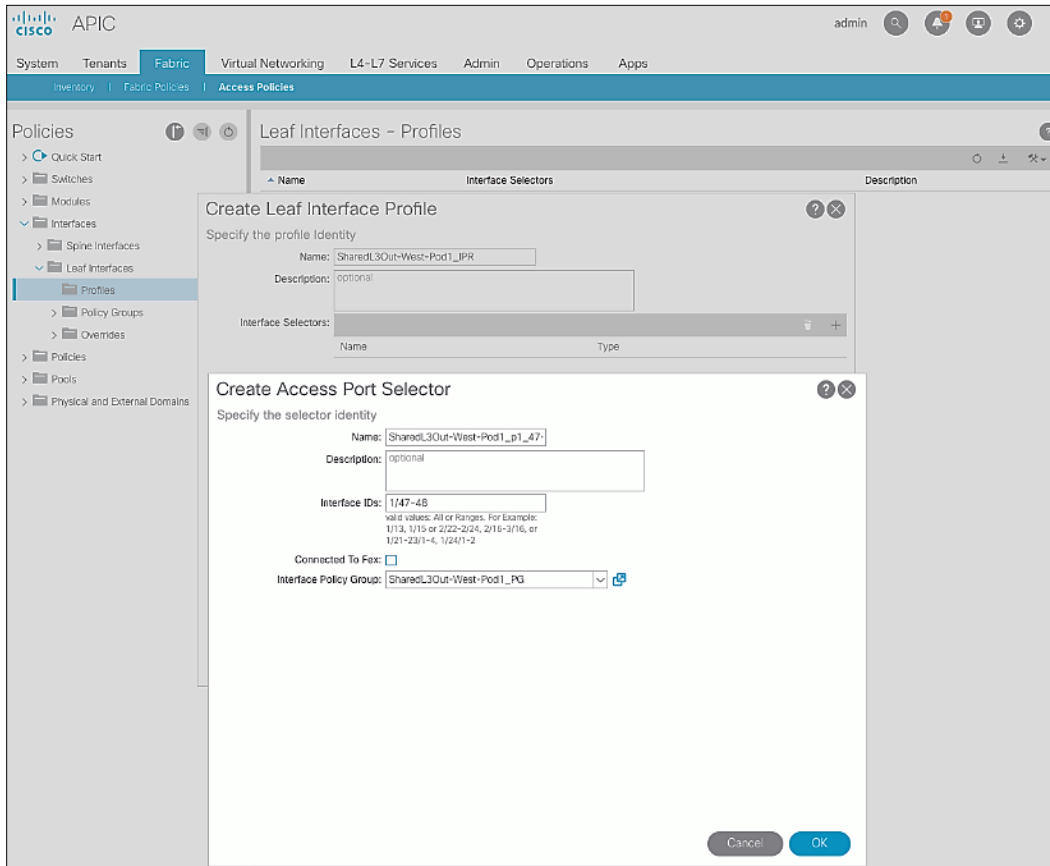 CISCO APIC admin 1
System Tenants Fabric Virtual Networking L4-L7 Services Admin Operations Apps
Inventory | Fabric Policies | Access Policies
Policies
Quick Start
Switches
Modules
Interfaces
Spine Interfaces
Leaf Interfaces
Profiles
Policy Groups
Overrides
Policies
Pools
Physical and External Domains
Leaf Interfaces - Profiles
Name Interface Selectors Description
Create Leaf Interface Profile
Specify the profile Identity
Name: SharedL3Out-West-Pod1_IPR
Description: optional
Interface Selectors:
Name Type
Create Access Port Selector
Specify the selector identity
Name: SharedL3Out-West-Pod1_p1_47-
Description: optional
Interface IDs: 1/47-48
valid values: All or Ranges. For Example:
1/13, 1/15 or 2/22-2/24, 2/16-3/16, or
1/21-23/1-4, 1/24/1-2
Connected To Fex:
Interface Policy Group: SharedL3Out-West-Pod1_PG
Cancel OK